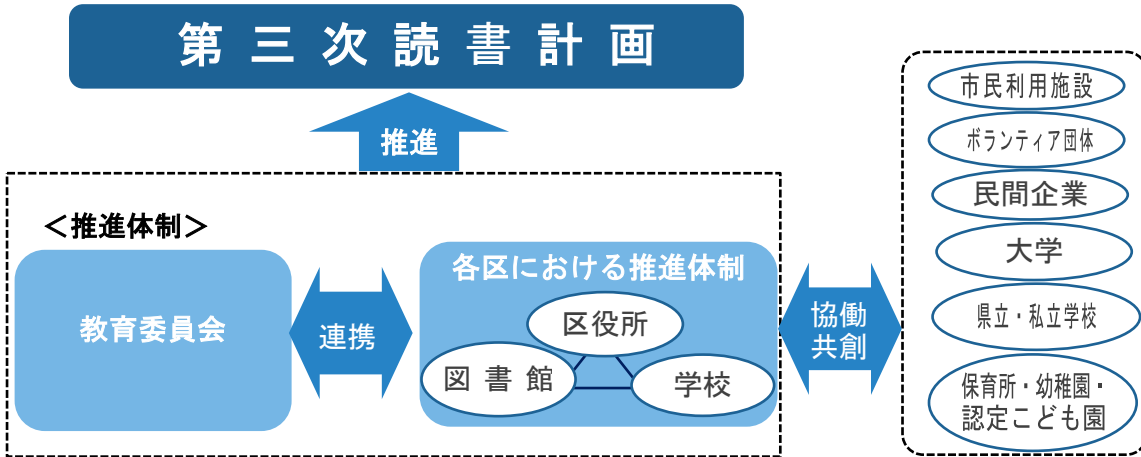 第三次読書計画
推進
＜推進体制＞
教育委員会
連携
各区における推進体制
区役所
図書館
学校
協働
共創
市民利用施設
ボランティア団体
民間企業
大学
県立・私立学校
保育所・幼稚園・
認定こども園